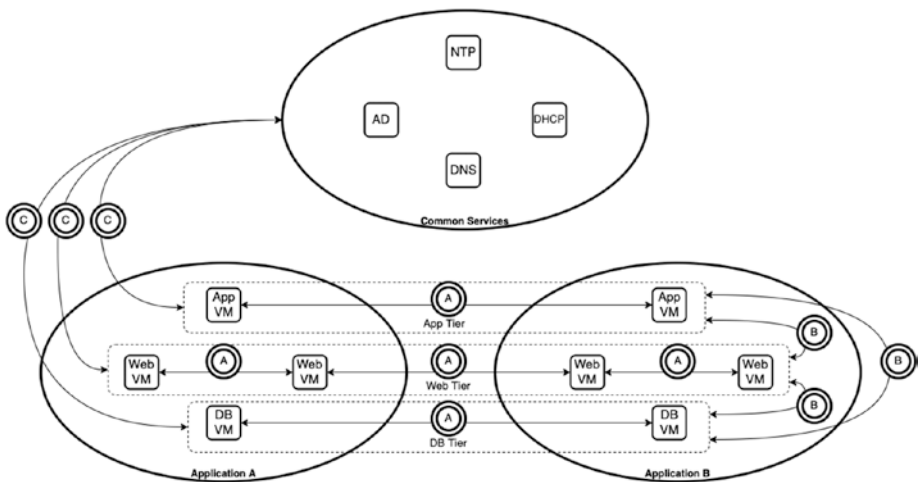 NTP
AD
DHCP
DNS
Common Services
C
C
C
App
VM
A
App
VM
App Tier
B
Web
VM
A
Web
VM
A
Web
VM
A
Web
VM
B
Web Tier
B
DB
VM
A
DB
VM
DB Tier
Application A
Application B